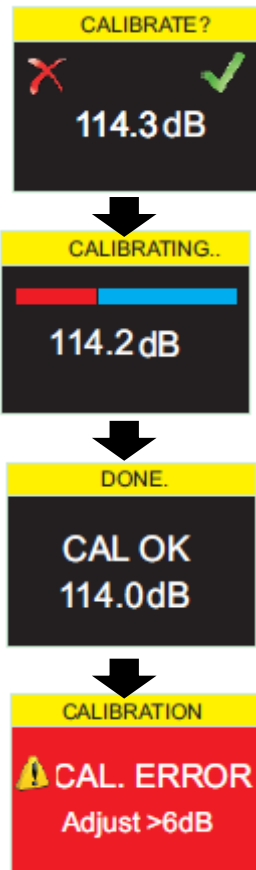 CALIBRATE?
114.3dB
CALIBRATING..
114.2dB
DONE.
CAL OK
114.0dB
CALIBRATION
CAL. ERROR
Adjust >6dB